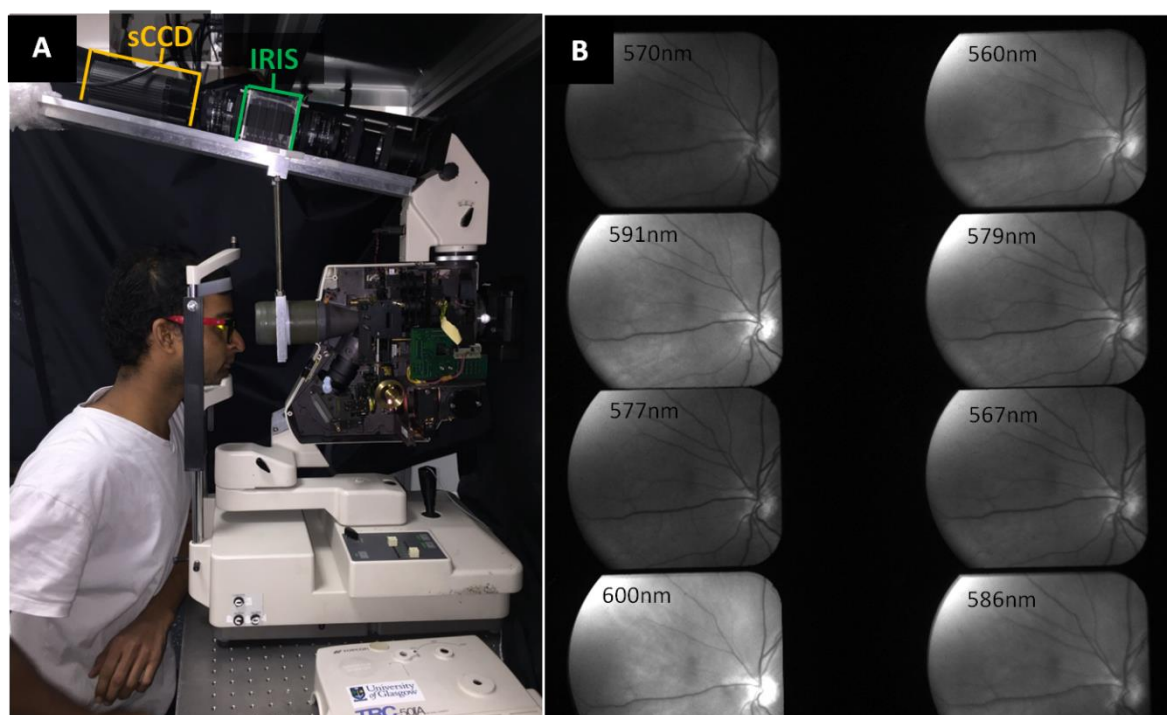 A
sCCD
IRIS
University
of Glasgow
TRC 50IA
B
570nm
560nm
591nm
579nm
577nm
567nm
600nm
586nm